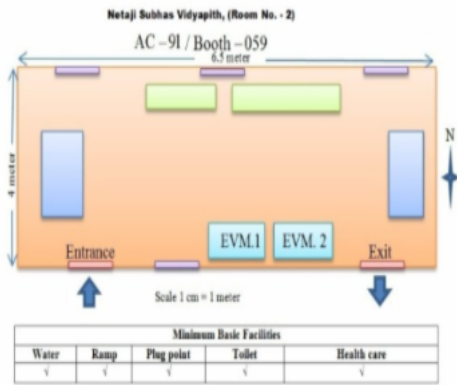 Netaji Subhas Vidyapith, (Room No. - 2)
AC – 91 / Booth – 059
6.5 meter
4 meter
N
EVM.1
EVM. 2
Entrance
Exit
Scale 1 cm = 1 meter
Minimum Basic Facilities
Water Ramp Plug point Toilet Health care
√ √ √ √ √